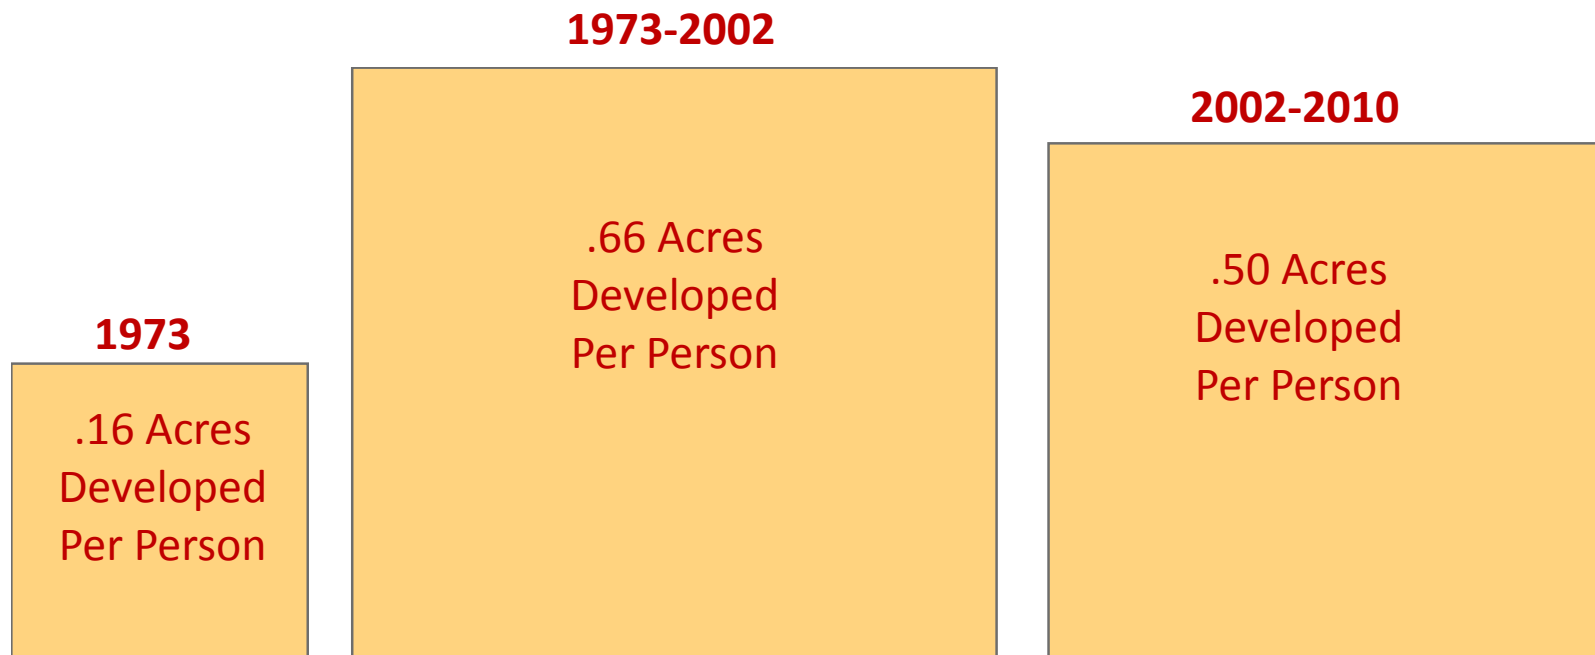 1973
.16 Acres
Developed
Per Person
1973-2002
.66 Acres
Developed
Per Person
2002-2010
.50 Acres
Developed
Per Person